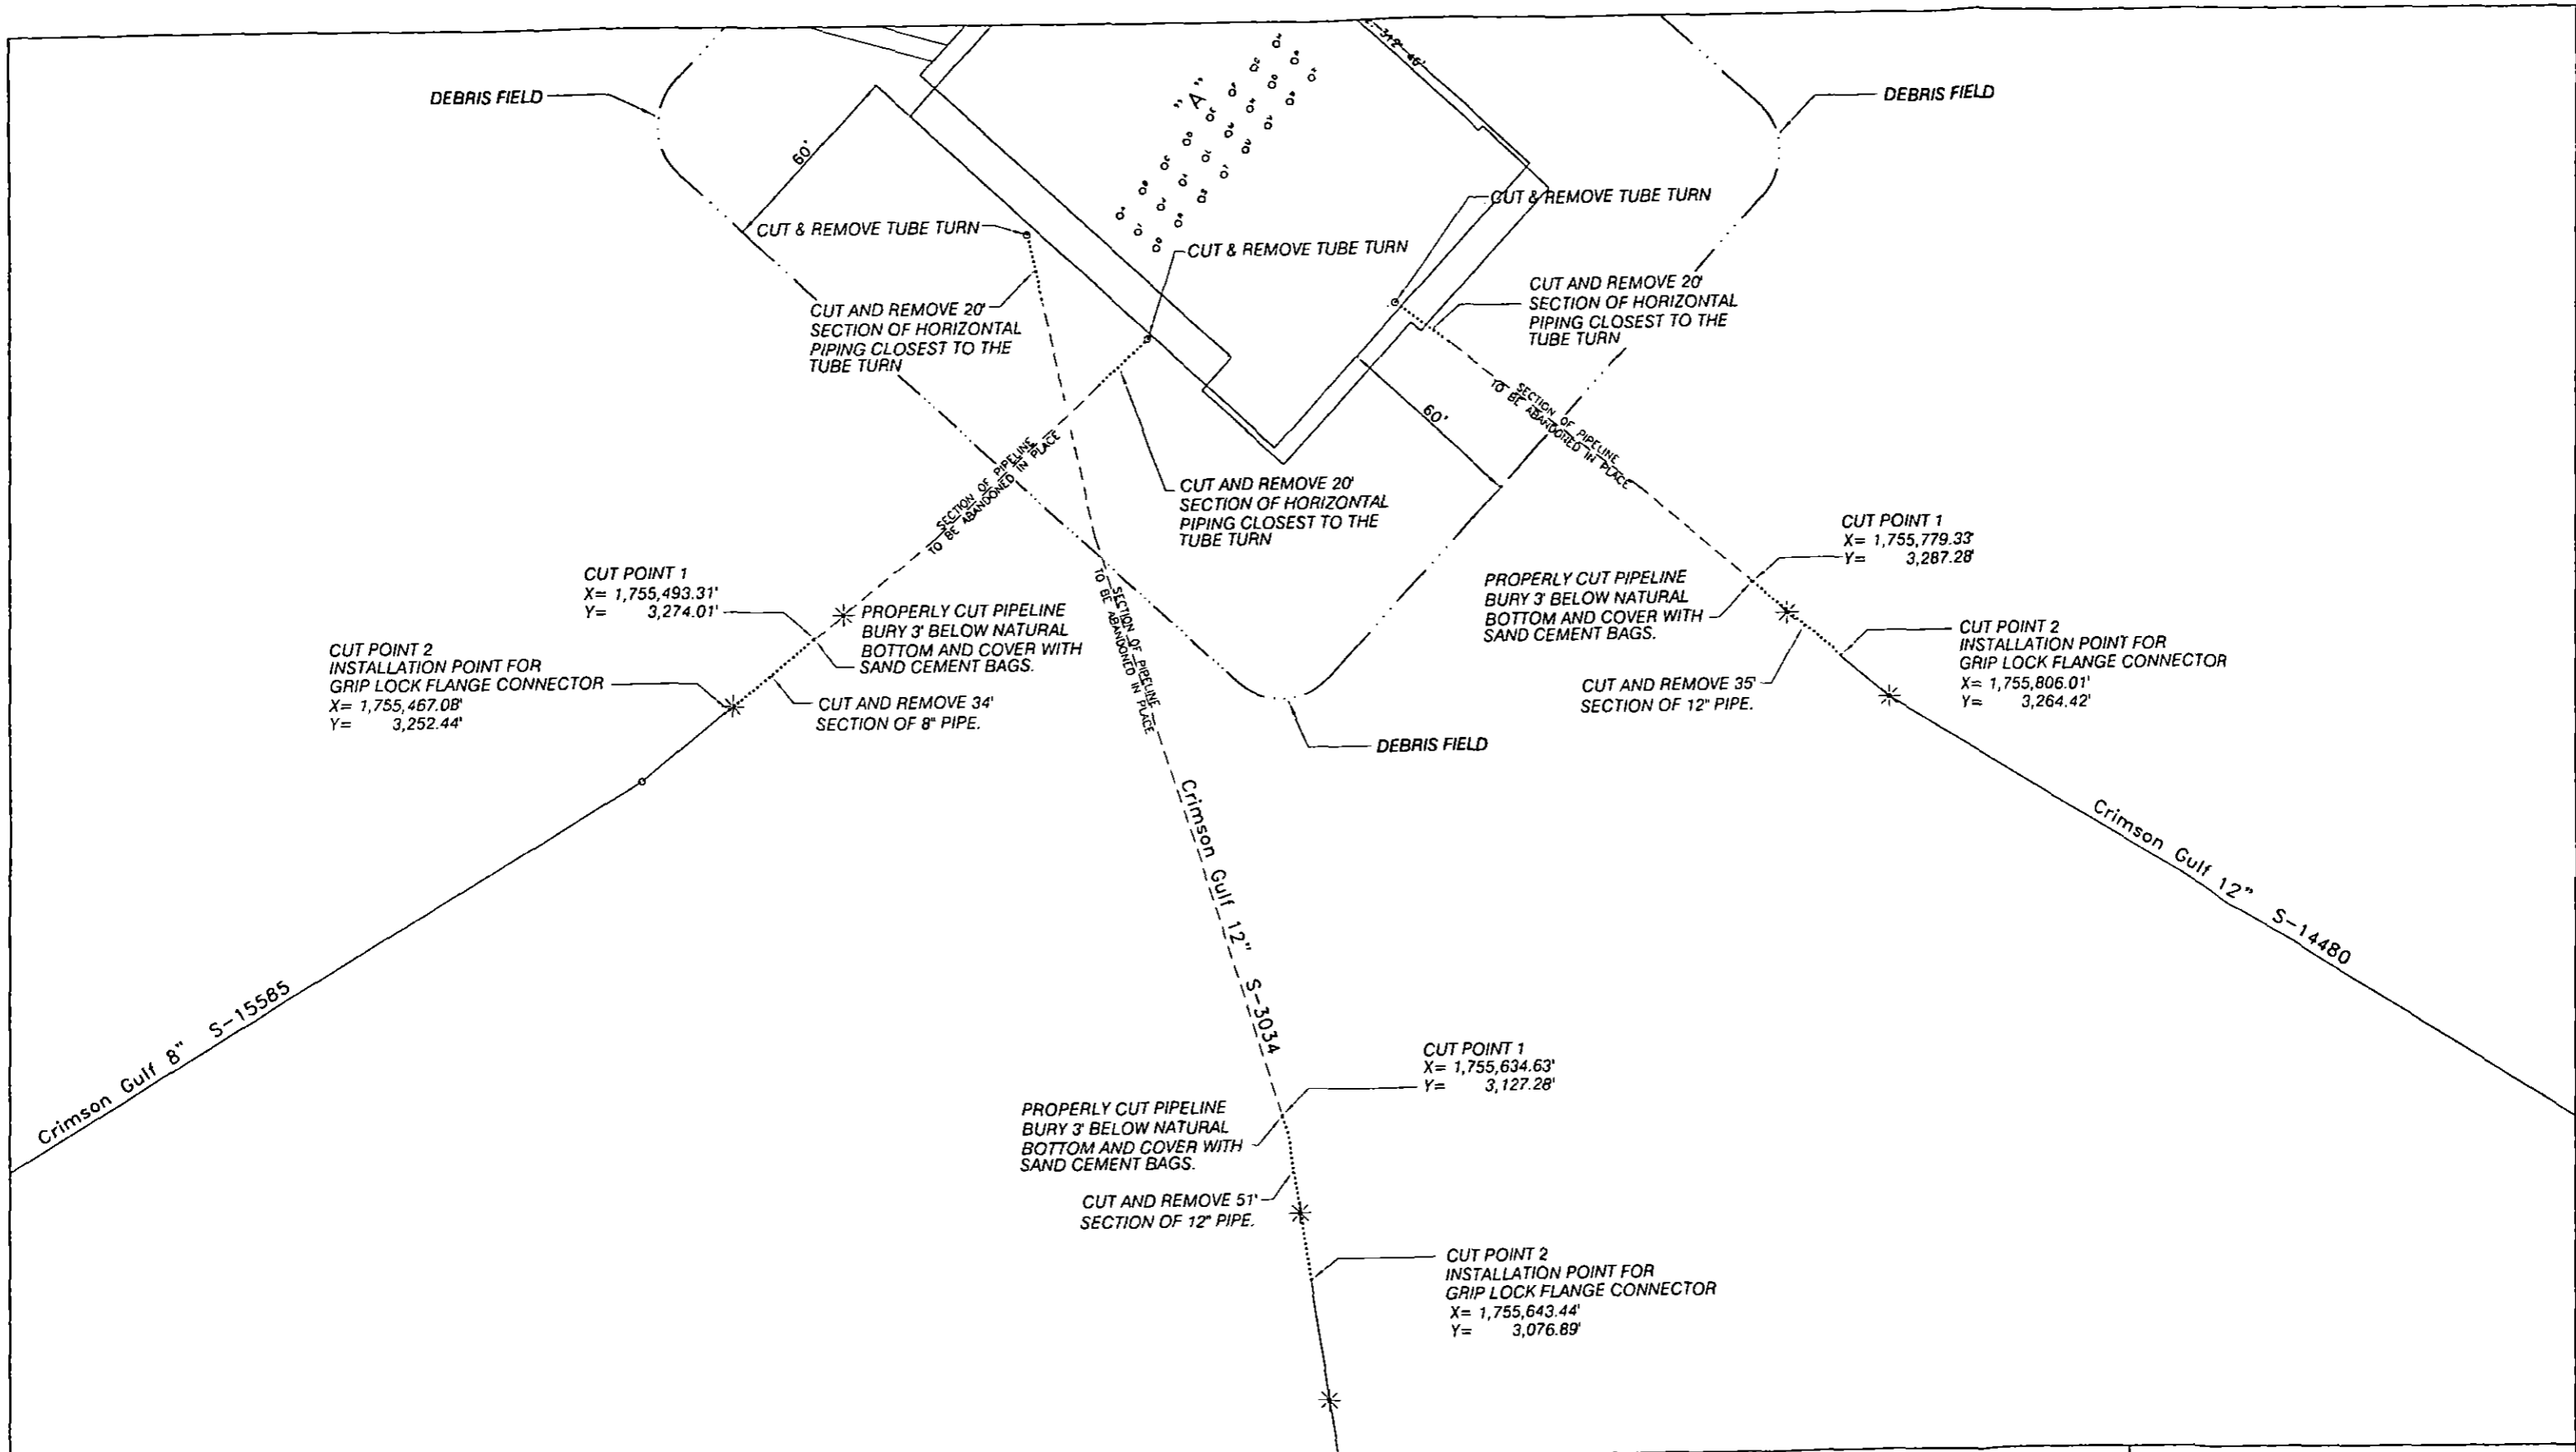 DEBRIS FIELD
60'
"A"
DEBRIS FIELD
CUT & REMOVE TUBE TURN
CUT & REMOVE TUBE TURN
CUT & REMOVE TUBE TURN
CUT AND REMOVE 20'
SECTION OF HORIZONTAL
PIPING CLOSEST TO THE
TUBE TURN
CUT AND REMOVE 20'
SECTION OF HORIZONTAL
PIPING CLOSEST TO THE
TUBE TURN
60'
SECTION OF PIPELINE
TO BE ABANDONED IN PLACE
SECTION OF PIPELINE
TO BE ABANDONED IN PLACE
CUT AND REMOVE 20'
SECTION OF HORIZONTAL
PIPING CLOSEST TO THE
TUBE TURN
CUT POINT 1
X= 1,755,493.31'
Y= 3,274.01'
PROPERLY CUT PIPELINE
BURY 3' BELOW NATURAL
BOTTOM AND COVER WITH
SAND CEMENT BAGS.
CUT POINT 2
INSTALLATION POINT FOR
GRIP LOCK FLANGE CONNECTOR
X= 1,755,467.08'
Y= 3,252.44'
CUT AND REMOVE 34'
SECTION OF 8" PIPE.
SECTION OF PIPELINE
TO BE ABANDONED IN PLACE
CUT POINT 1
X= 1,755,779.33'
Y= 3,287.28'
PROPERLY CUT PIPELINE
BURY 3' BELOW NATURAL
BOTTOM AND COVER WITH
SAND CEMENT BAGS.
CUT POINT 2
INSTALLATION POINT FOR
GRIP LOCK FLANGE CONNECTOR
X= 1,755,806.01'
Y= 3,264.42'
CUT AND REMOVE 35'
SECTION OF 12" PIPE.
DEBRIS FIELD
Crimson Gulf 8" S-15585
Crimson Gulf 12" S-3034
Crimson Gulf 12" S-14480
CUT POINT 1
X= 1,755,634.63'
Y= 3,127.28'
PROPERLY CUT PIPELINE
BURY 3' BELOW NATURAL
BOTTOM AND COVER WITH
SAND CEMENT BAGS.
CUT AND REMOVE 51'
SECTION OF 12" PIPE.
CUT POINT 2
INSTALLATION POINT FOR
GRIP LOCK FLANGE CONNECTOR
X= 1,755,643.44'
Y= 3,076.89'